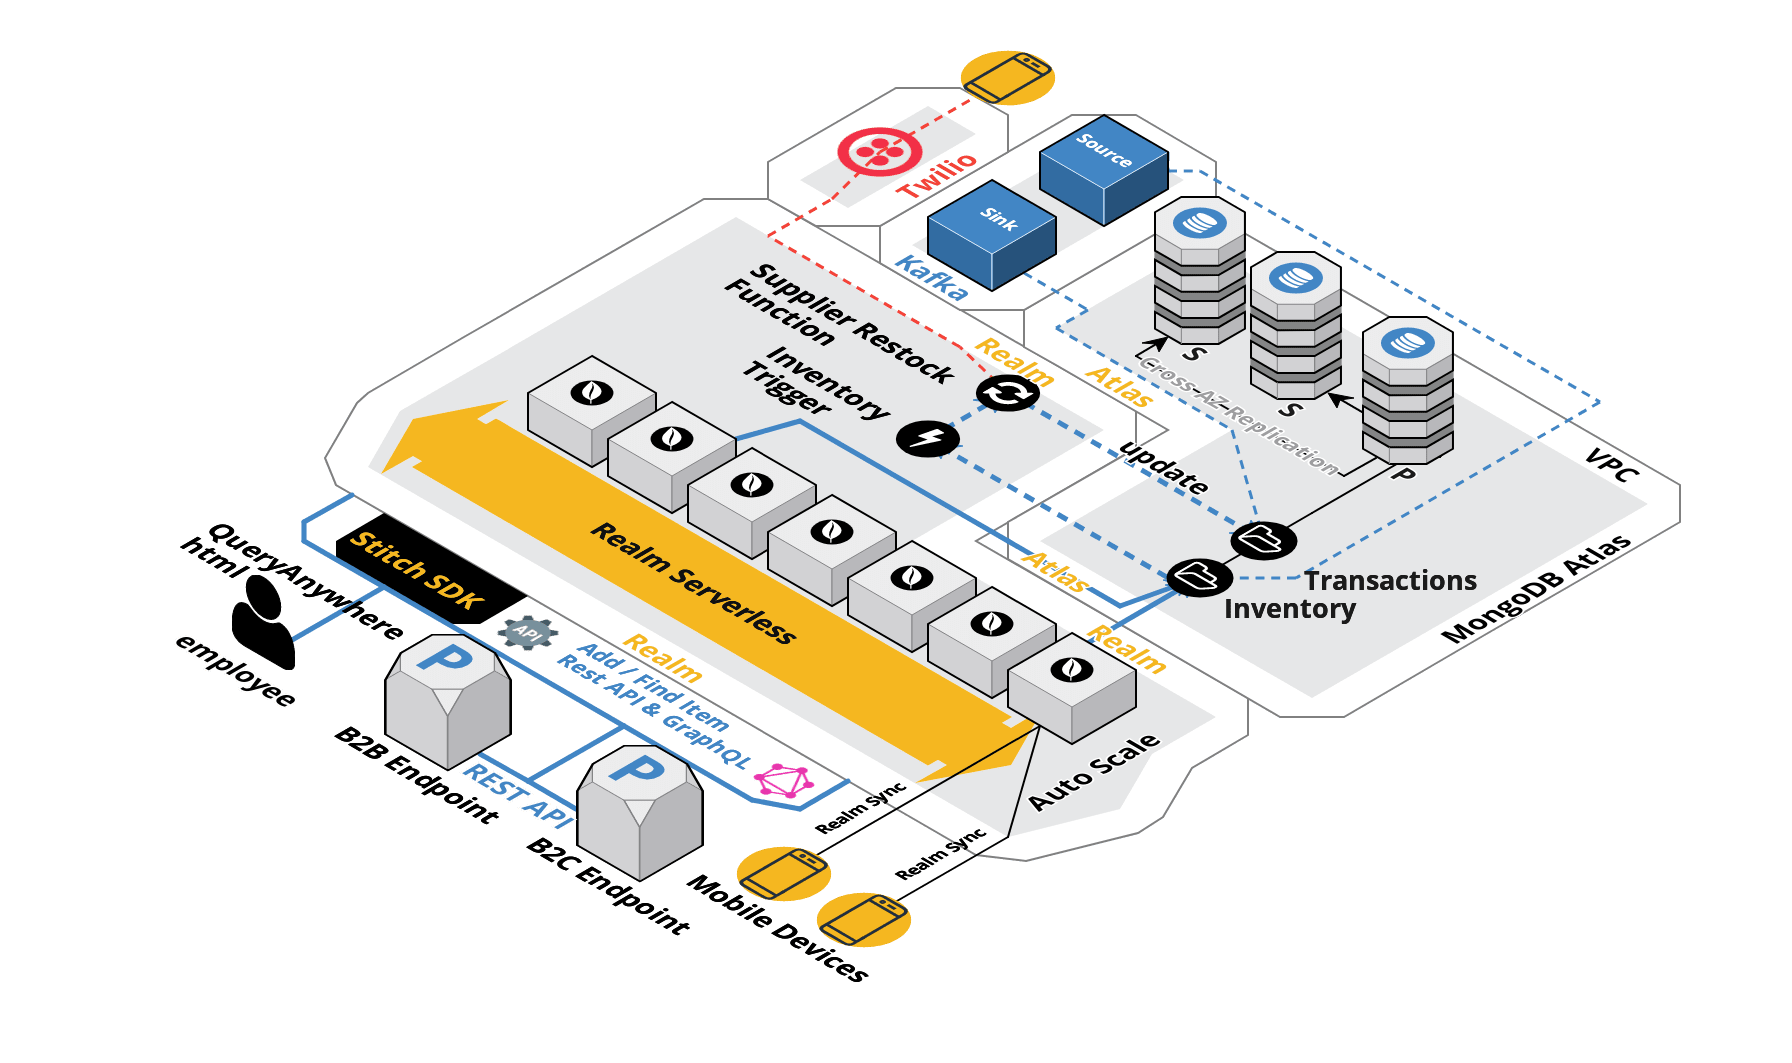 Source
Sink
Twilio
Kafka
Supplier Restock
Function
Realm
Atlas
Inventory
Trigger
S
Cross-AZ-Replication
S
P
VPC
update
Transactions
Inventory
MongoDB Atlas
Atlas
Realm
Realm Serverless
QueryAnywhere
html
Stitch SDK
API
employee
Realm
Add / Find Item
Rest API & GraphQL
P
B2B Endpoint
REST API
P
B2C Endpoint
Auto Scale
Realm Sync
Realm Sync
Mobile Devices